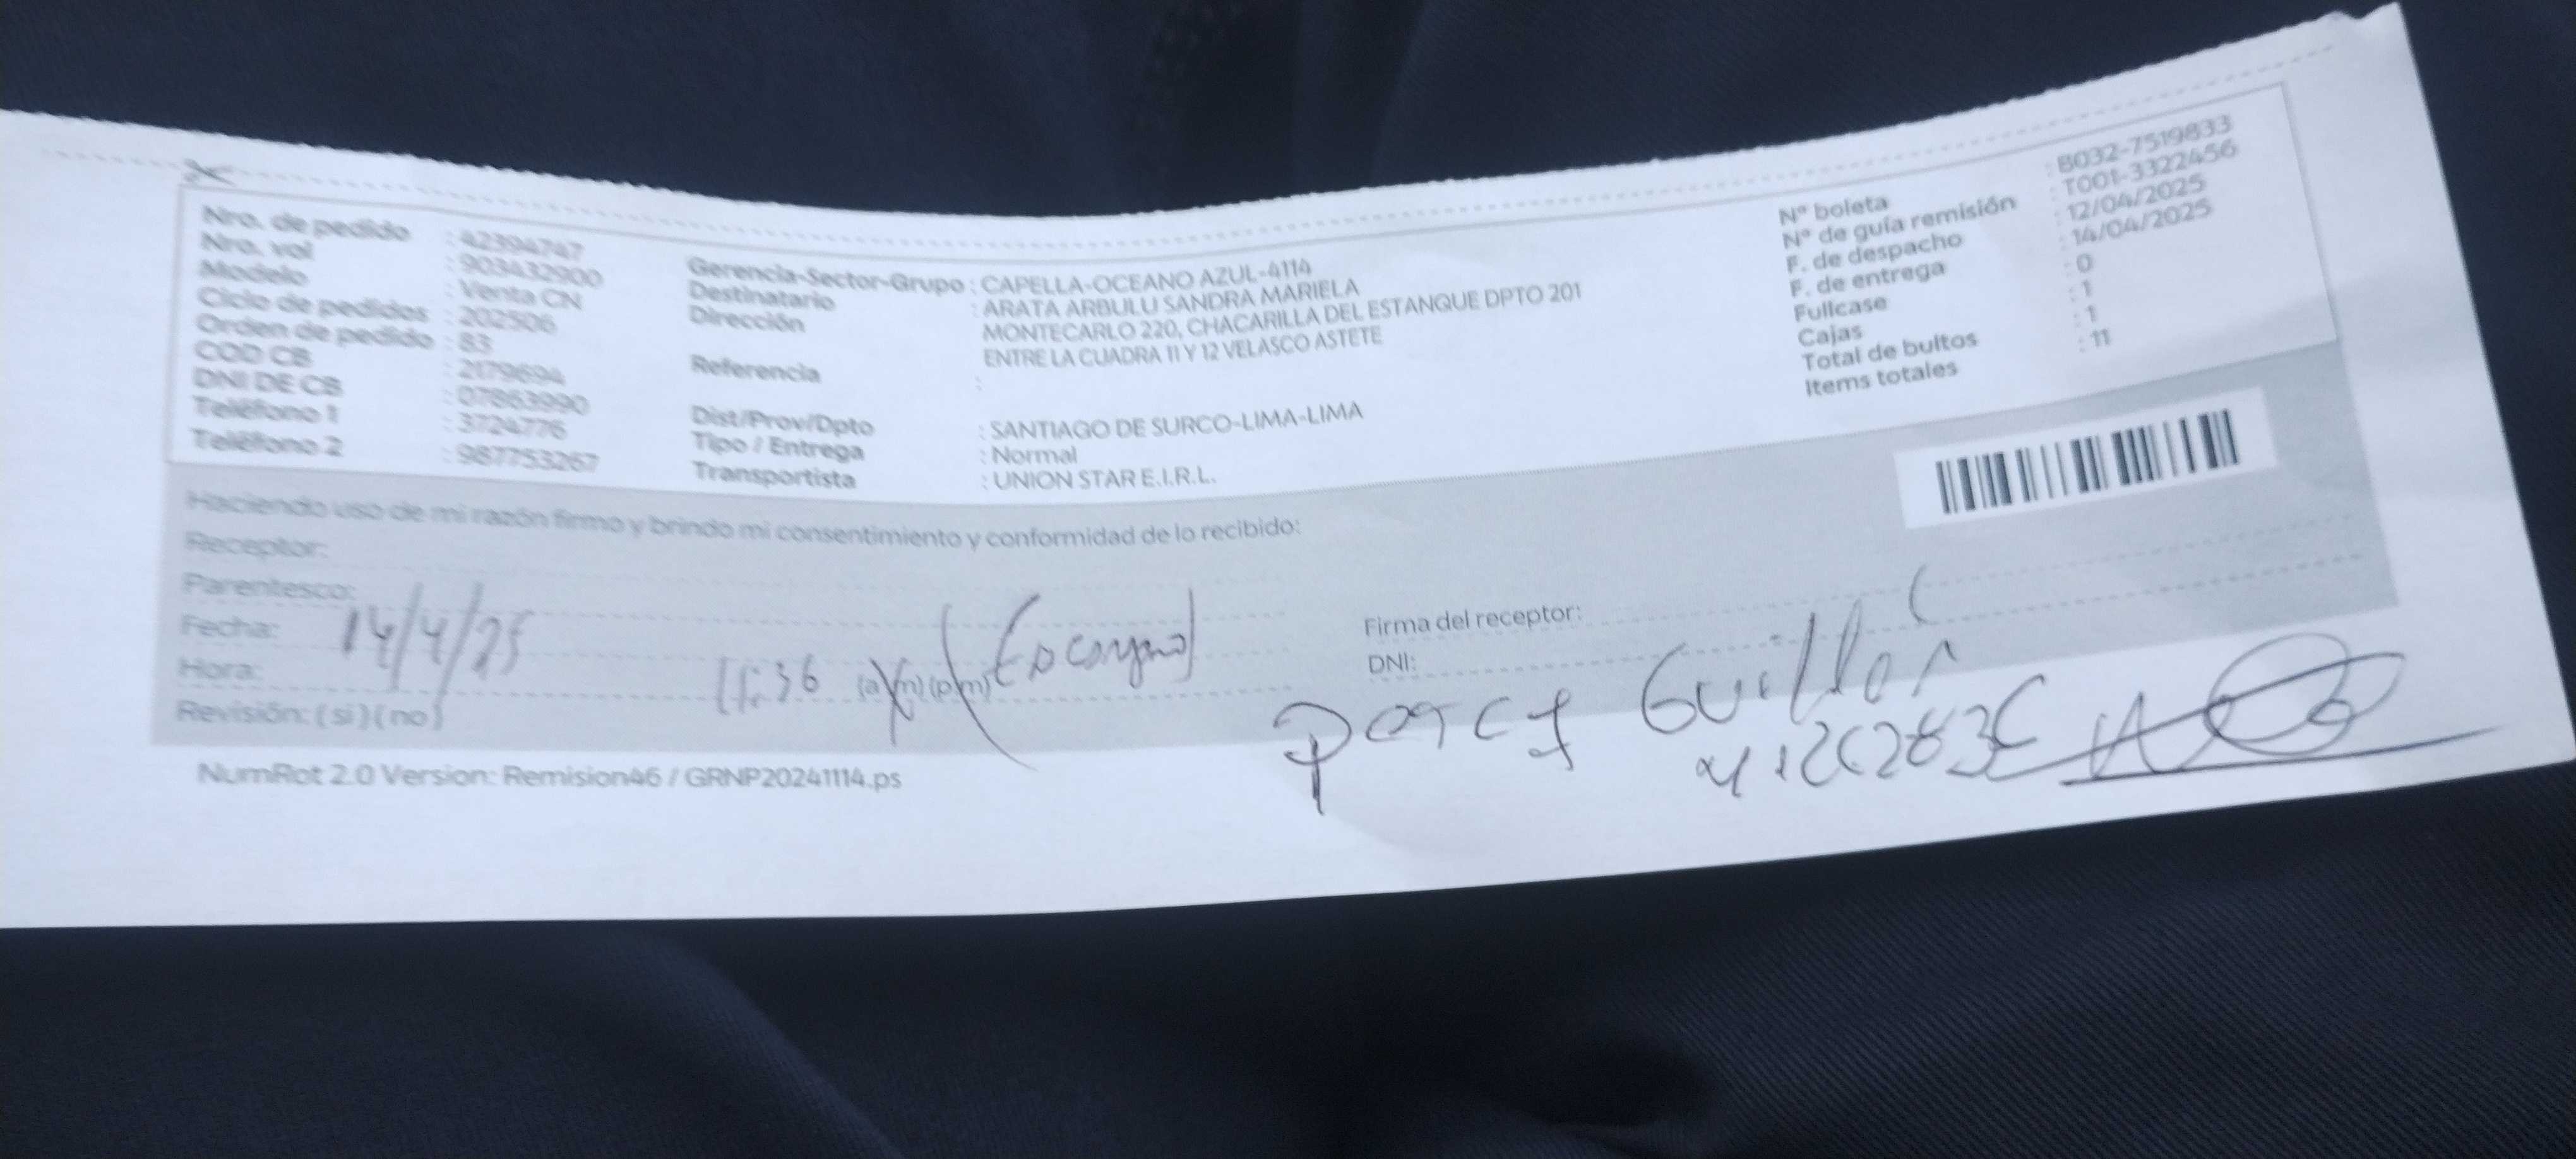 Nro. de pedido : 42394747
Nro. vol : 903432900
Modelo : Venta CN
Ciclo de pedidos : 202506
Orden de pedido : 83
COD CB : 2179694
DNI DE CB : 07863990
Teléfono 1 : 3724776
Teléfono 2 : 987753267
Gerencia-Sector-Grupo : CAPELLA-OCEANO AZUL-4114
Destinatario : ARATA ARBULU SANDRA MARIELA
Dirección : MONTECARLO 220, CHACARILLA DEL ESTANQUE DPTO 201
ENTRE LA CUADRA 11 Y 12 VELASCO ASTETE
Referencia :
Dist/Prov/Dpto : SANTIAGO DE SURCO-LIMA-LIMA
Tipo / Entrega : Normal
Transportista : UNION STAR E.I.R.L.
N° boleta : B032-7519833
N° de guía remisión : T001-3322456
F. de despacho : 12/04/2025
F. de entrega : 14/04/2025
Fullcase : 0
Cajas : 1
Total de bultos : 1
Items totales : 11
Haciendo uso de mi razón firmo y brindo mi consentimiento y conformidad de lo recibido:
Receptor:
Parentesco:
Fecha: 14/4/25
Hora: (a m) (p m)
Revisión: ( si ) ( no )
Firma del receptor:
DNI:
Guillén
NumRot 2.0 Version: Remision46 / GRNP20241114.ps